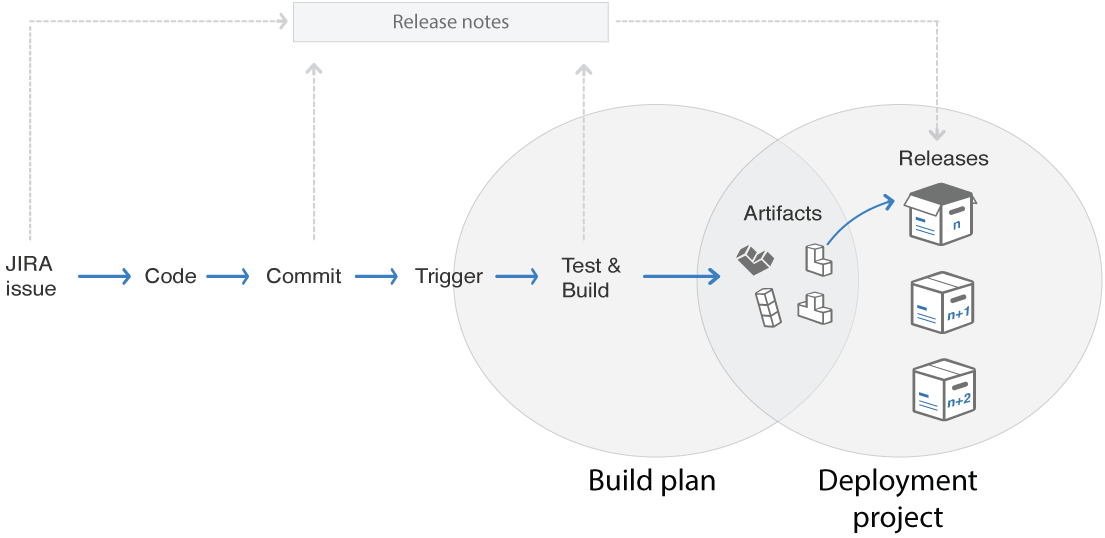 Release notes
Releases
Artifacts
n
JIRA
issue
Code
Commit
Trigger
Test &
Build
n+1
n+2
Build plan
Deployment
project